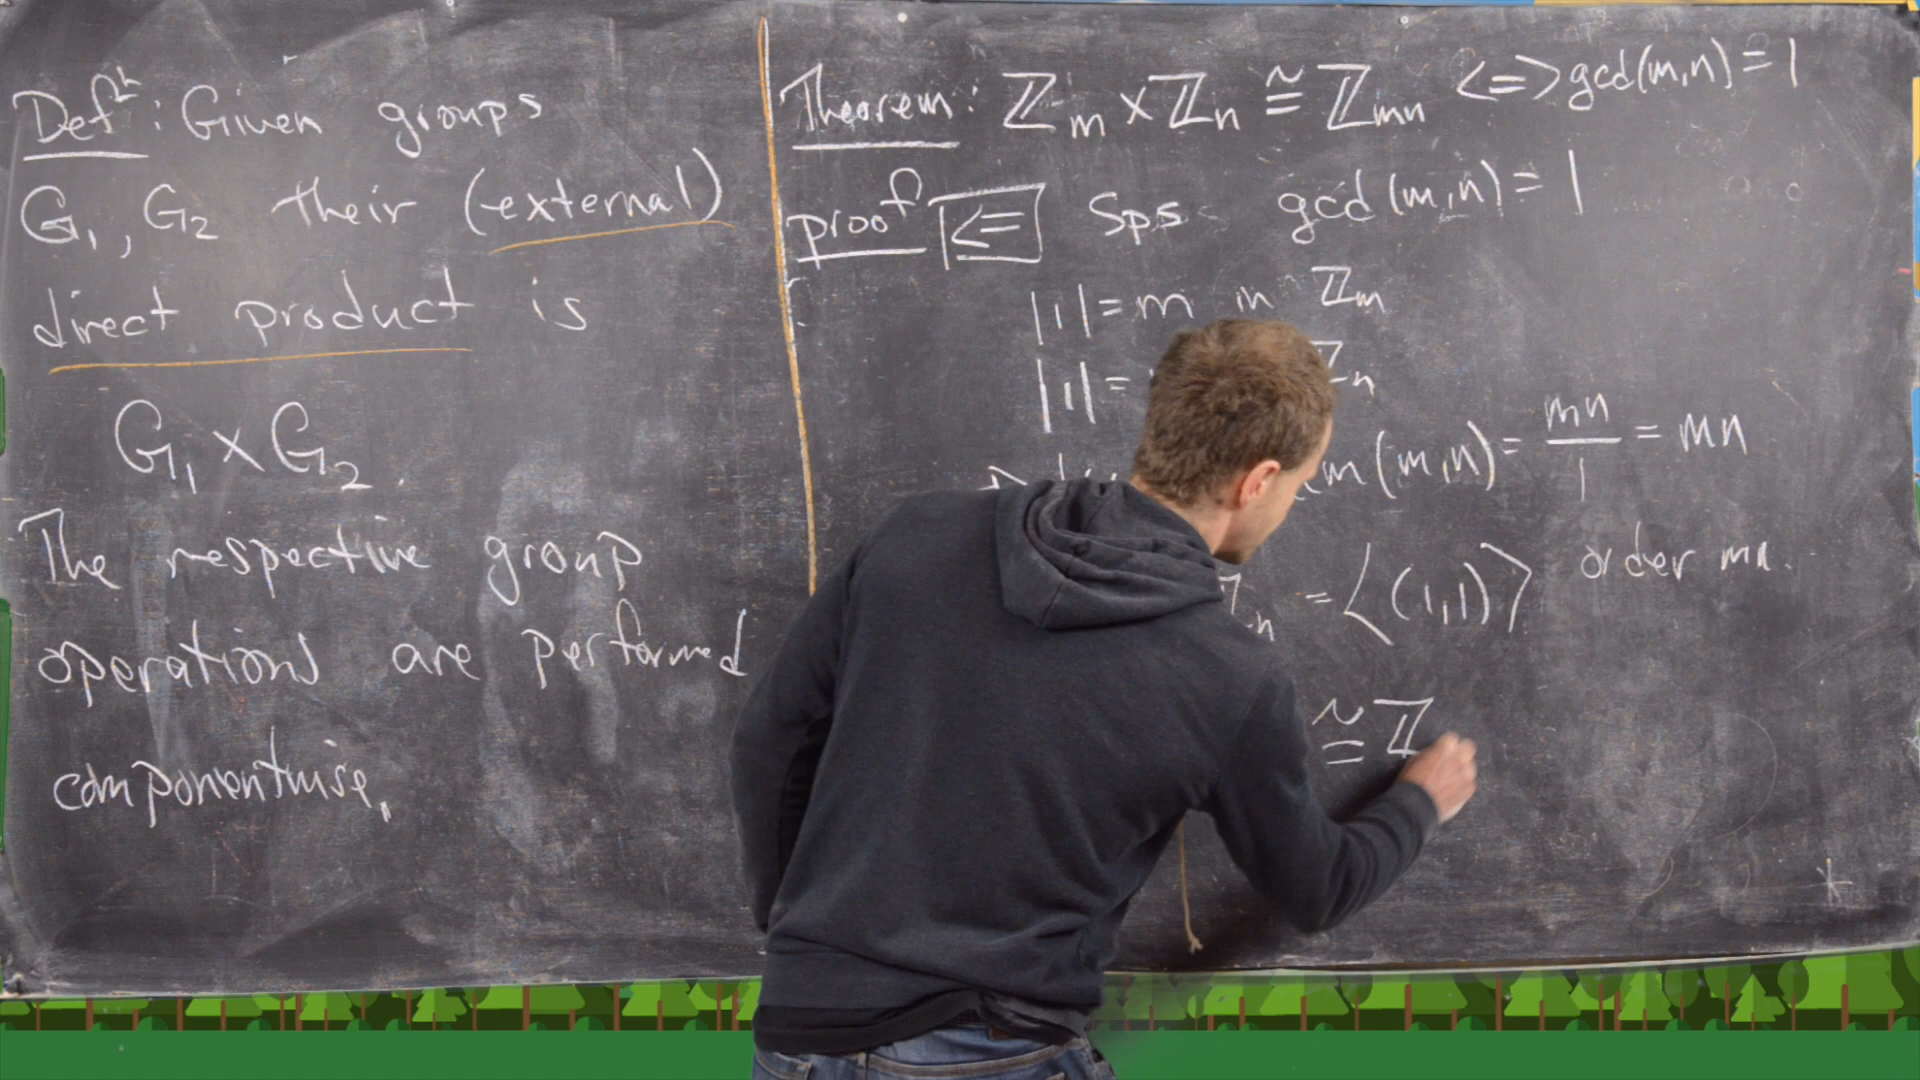 Defⁿ: Given groups
G₁, G₂ their (external)
direct product is
G₁ × G₂.
The respective group
operations are performed
componentwise.
Theorem: ℤₘ × ℤₙ ≅ ℤₘₙ <=> gcd(m,n) = 1
proof <= Sps gcd(m,n) = 1
|1| = m in ℤₘ
|1| =
(m,n) = mn/1 = mn
= ⟨(1,1)⟩ order mn.
≅ ℤ